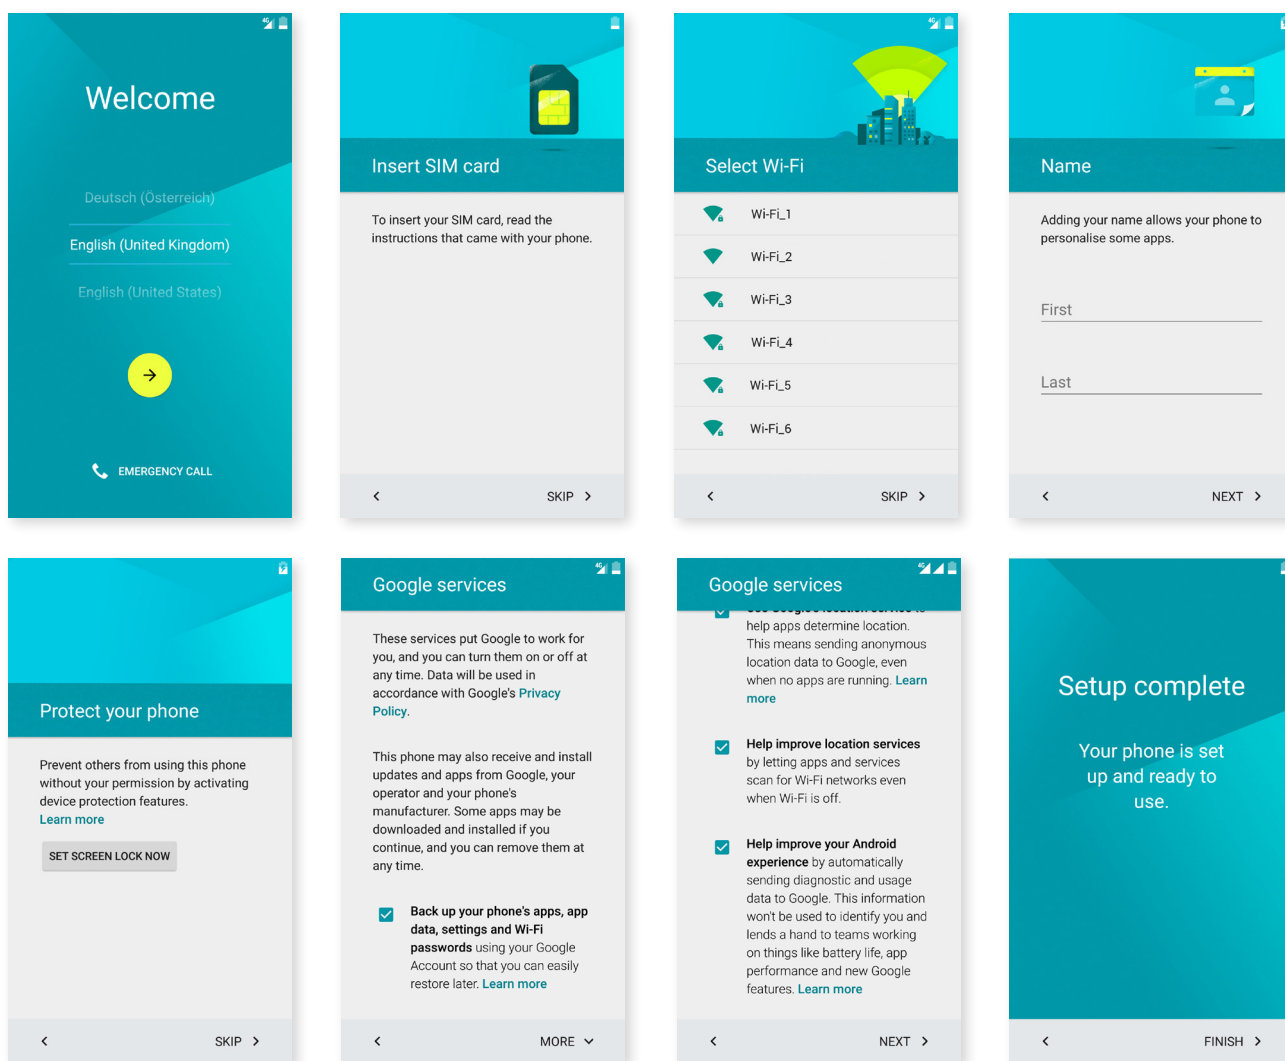 4G
Welcome
Deutsch (Österreich)
English (United Kingdom)
English (United States)
EMERGENCY CALL
Insert SIM card
To insert your SIM card, read the
instructions that came with your phone.
SKIP
4G
Select Wi-Fi
Wi-Fi_1
Wi-Fi_2
Wi-Fi_3
Wi-Fi_4
Wi-Fi_5
Wi-Fi_6
SKIP
Name
Adding your name allows your phone to
personalise some apps.
First
Last
NEXT
Protect your phone
Prevent others from using this phone
without your permission by activating
device protection features.
Learn more
SET SCREEN LOCK NOW
SKIP
4G
Google services
These services put Google to work for
you, and you can turn them on or off at
any time. Data will be used in
accordance with Google's Privacy
Policy.
This phone may also receive and install
updates and apps from Google, your
operator and your phone's
manufacturer. Some apps may be
downloaded and installed if you
continue, and you can remove them at
any time.
Back up your phone's apps, app
data, settings and Wi-Fi
passwords using your Google
Account so that you can easily
restore later. Learn more
MORE
4G
Google services
Use Google's location service to
help apps determine location.
This means sending anonymous
location data to Google, even
when no apps are running. Learn
more
Help improve location services
by letting apps and services
scan for Wi-Fi networks even
when Wi-Fi is off.
Help improve your Android
experience by automatically
sending diagnostic and usage
data to Google. This information
won't be used to identify you and
lends a hand to teams working
on things like battery life, app
performance and new Google
features. Learn more
NEXT
Setup complete
Your phone is set
up and ready to
use.
FINISH